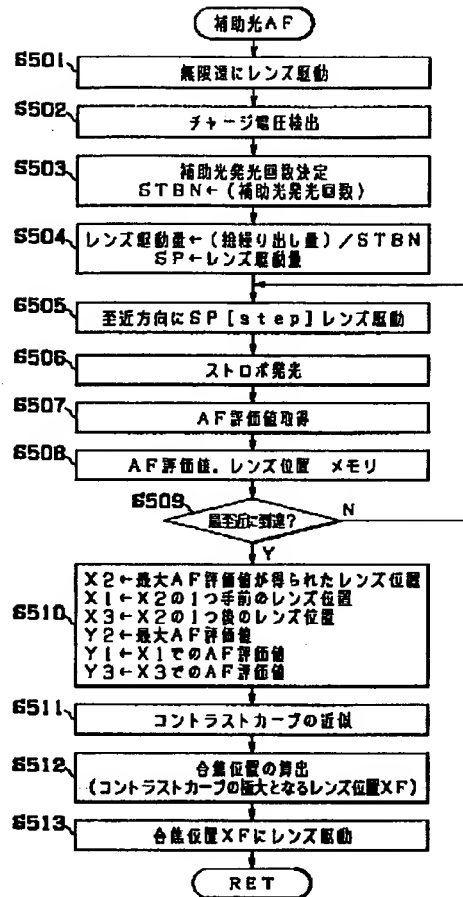 補助光AF
S501
無限遠にレンズ駆動
S502
チャージ電圧検出
S503
補助光発光回数決定
STBN←(補助光発光回数)
S504
レンズ駆動量←(総繰り出し量)/STBN
SP←レンズ駆動量
S505
至近方向にSP[step]レンズ駆動
S506
ストロボ発光
S507
AF評価値取得
S508
AF評価値,レンズ位置 メモリ
S509
最至近に到達?
N
Y
S510
X2←最大AF評価値が得られたレンズ位置
X1←X2の1つ手前のレンズ位置
X3←X2の1つ後のレンズ位置
Y2←最大AF評価値
Y1←X1でのAF評価値
Y3←X3でのAF評価値
S511
コントラストカーブの近似
S512
合焦位置の算出
(コントラストカーブの極大となるレンズ位置XF)
S513
合焦位置XFにレンズ駆動
RET